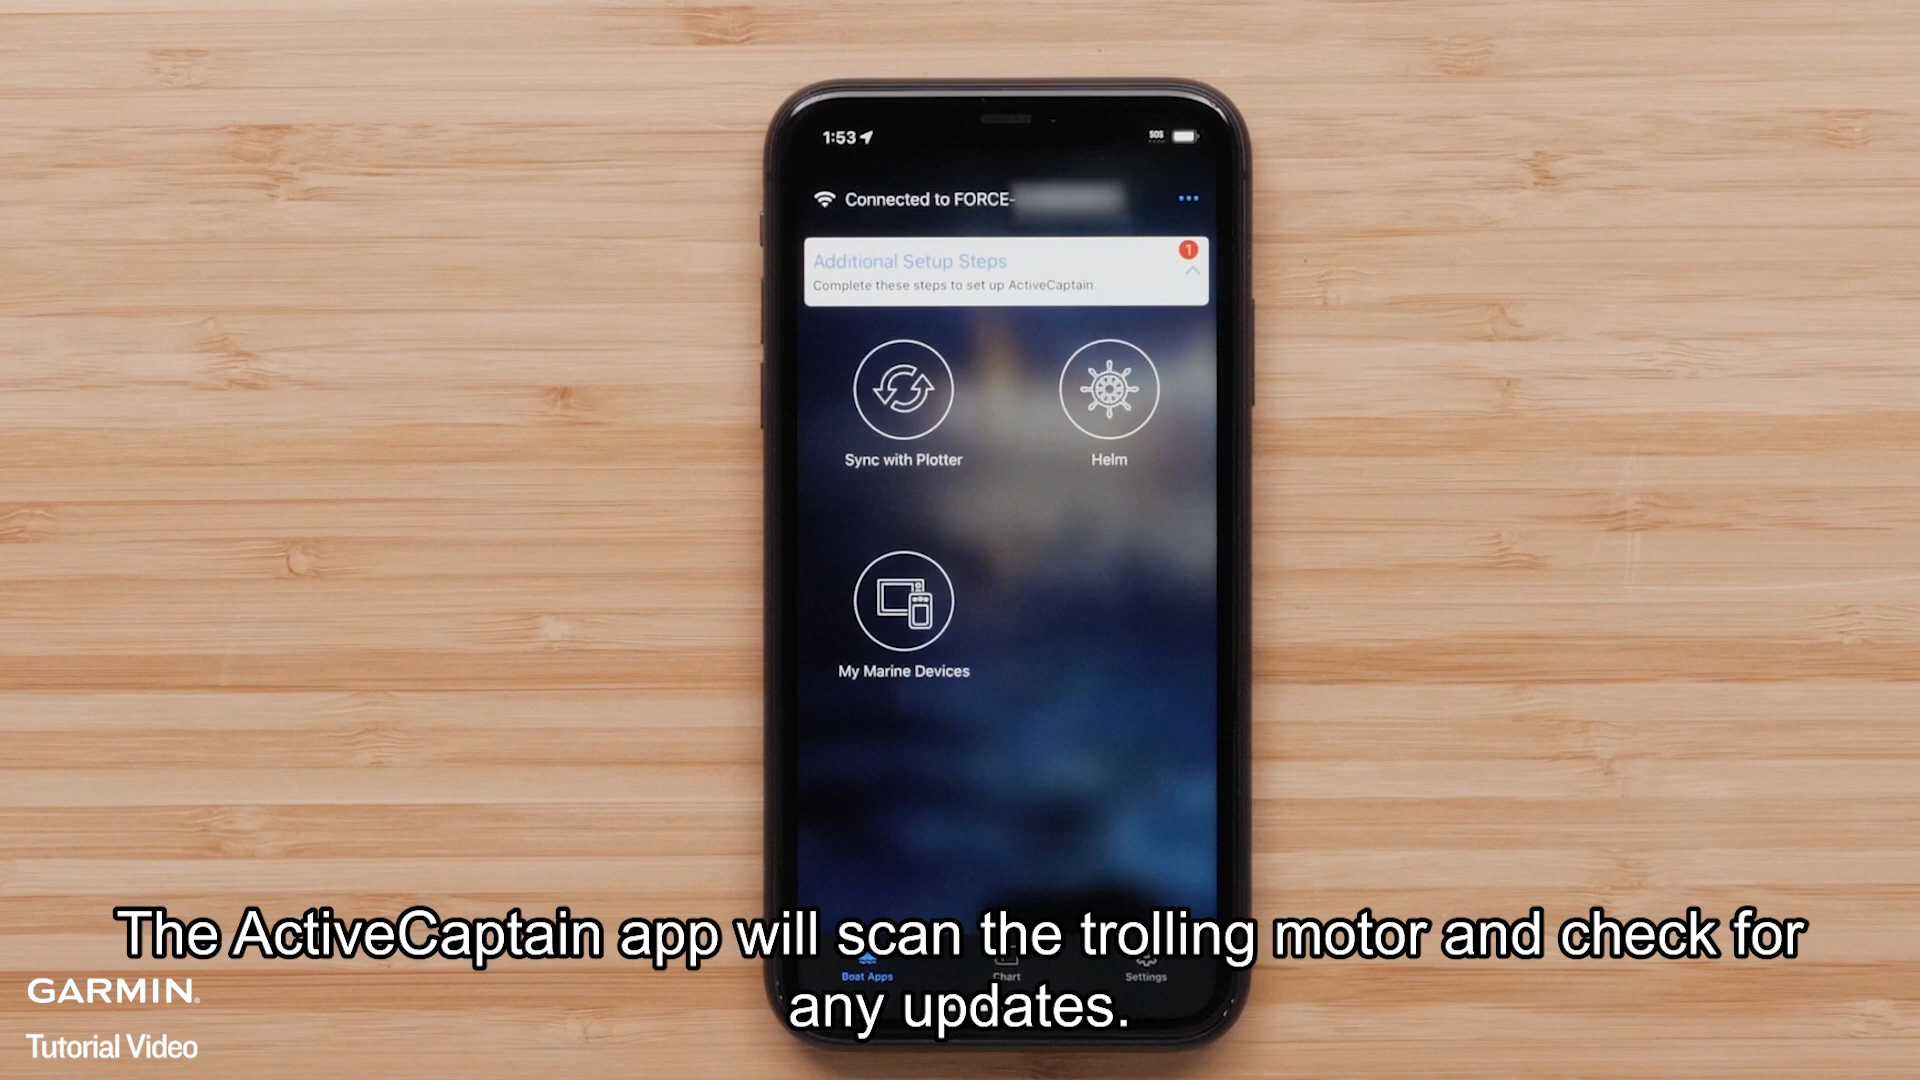 1:53
SOS
Connected to FORCE-
Additional Setup Steps
1
Complete these steps to set up ActiveCaptain.
Sync with Plotter
Helm
My Marine Devices
The ActiveCaptain app will scan the trolling motor and check for
any updates.
Boat Apps
Chart
Settings
GARMIN®
Tutorial Video